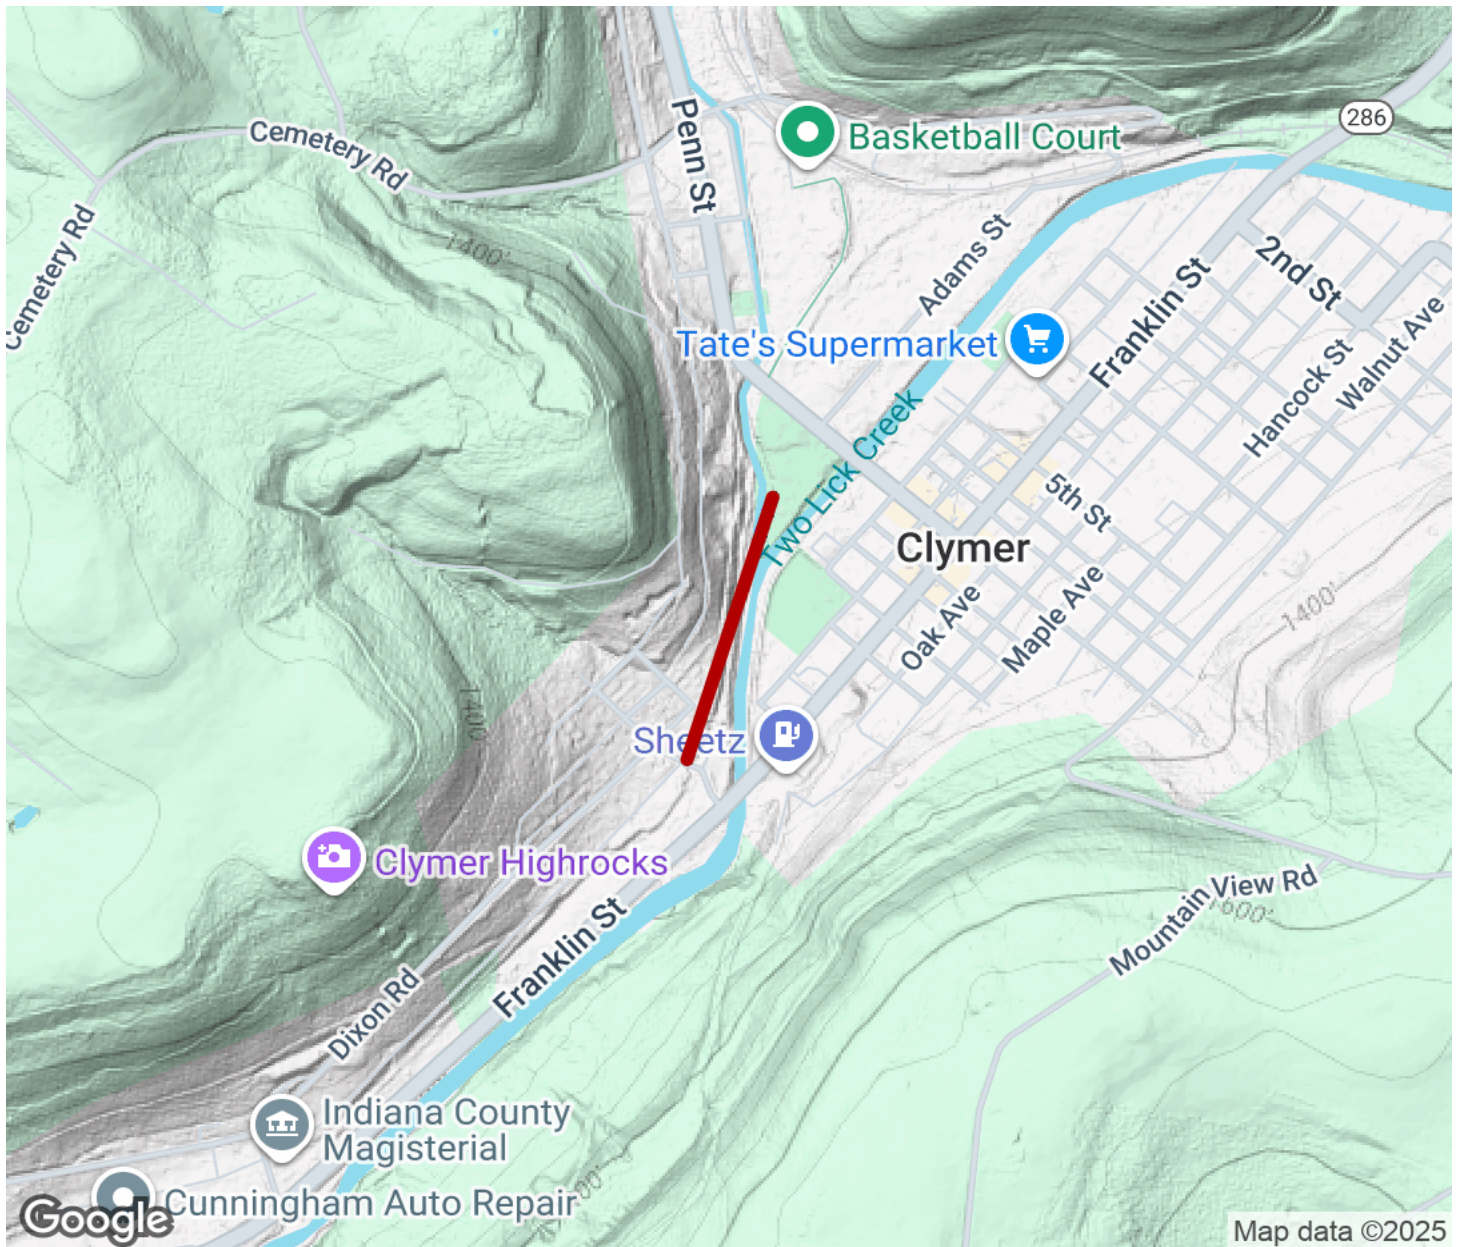 286
Penn St
Basketball Court
Cemetery Rd
Cemetery Rd
1400'
Adams St
2nd St
Franklin St
Tate's Supermarket
Hancock St
Walnut Ave
Two Lick Creek
5th St
Clymer
Oak Ave
Maple Ave
1400'
1400'
Sheetz
Clymer Highrocks
Mountain View Rd
1600'
Franklin St
Dixon Rd
Indiana County
Magisterial
Cunningham Auto Repair
Google
Map data ©2025